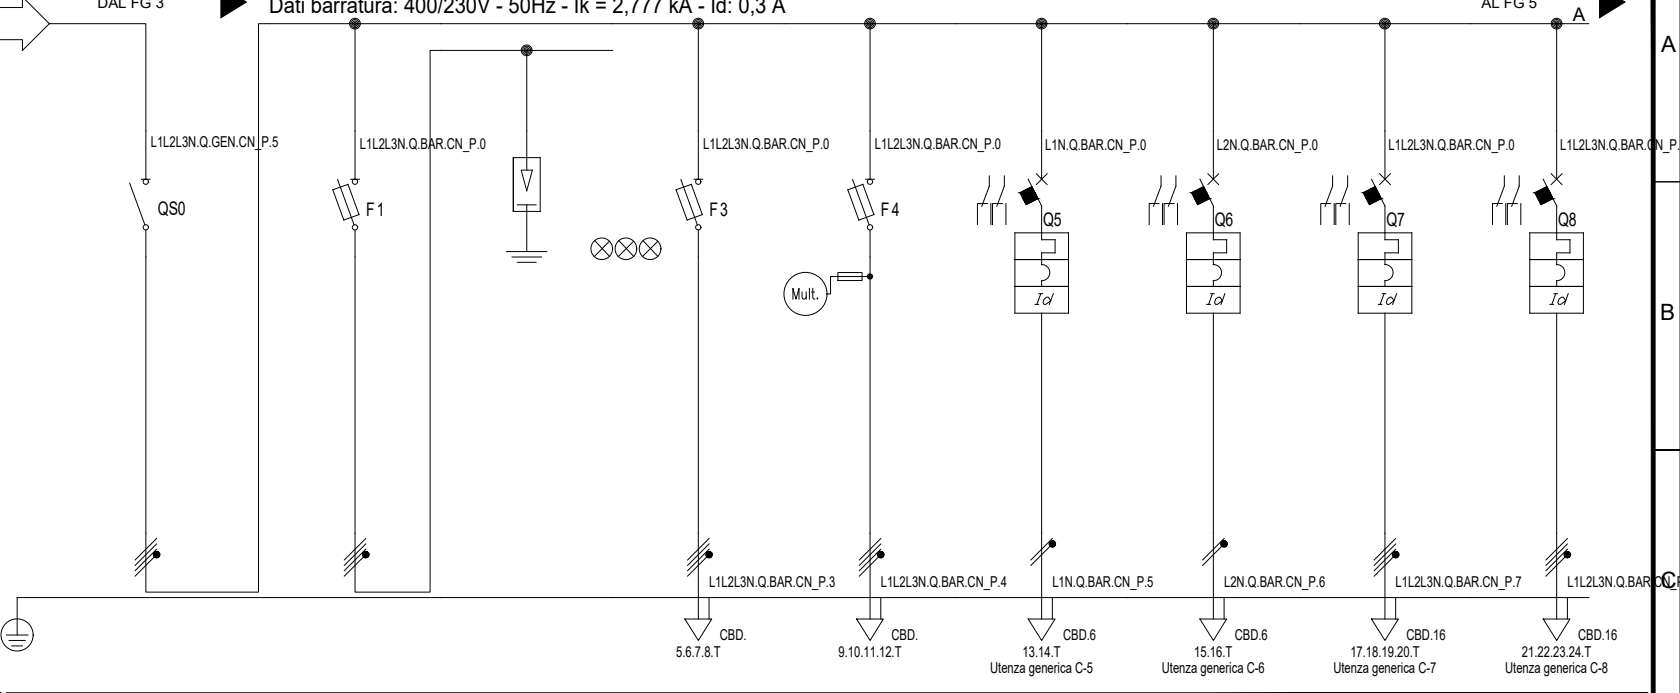 DAL FG 3
Dati barratura: 400/230V - 50Hz - Ik = 2,777 kA - Id: 0,3 A
AL FG 5
A
A
L1L2L3N.Q.GEN.CN_P.5
L1L2L3N.Q.BAR.CN_P.0
L1L2L3N.Q.BAR.CN_P.0
L1L2L3N.Q.BAR.CN_P.0
L1N.Q.BAR.CN_P.0
L2N.Q.BAR.CN_P.0
L1L2L3N.Q.BAR.CN_P.0
L1L2L3N.Q.BAR.CN_P.
QS0
F1
F3
F4
Q5
Q6
Q7
Q8
Mult.
Id
Id
Id
Id
B
L1L2L3N.Q.BAR.CN_P.3
L1L2L3N.Q.BAR.CN_P.4
L1N.Q.BAR.CN_P.5
L2N.Q.BAR.CN_P.6
L1L2L3N.Q.BAR.CN_P.7
L1L2L3N.Q.BAR.CN_P
C
CBD.
CBD.
CBD.6
CBD.6
CBD.16
CBD.16
5.6.7.8.T
9.10.11.12.T
13.14.T
15.16.T
17.18.19.20.T
21.22.23.24.T
Utenza generica C-5
Utenza generica C-6
Utenza generica C-7
Utenza generica C-8